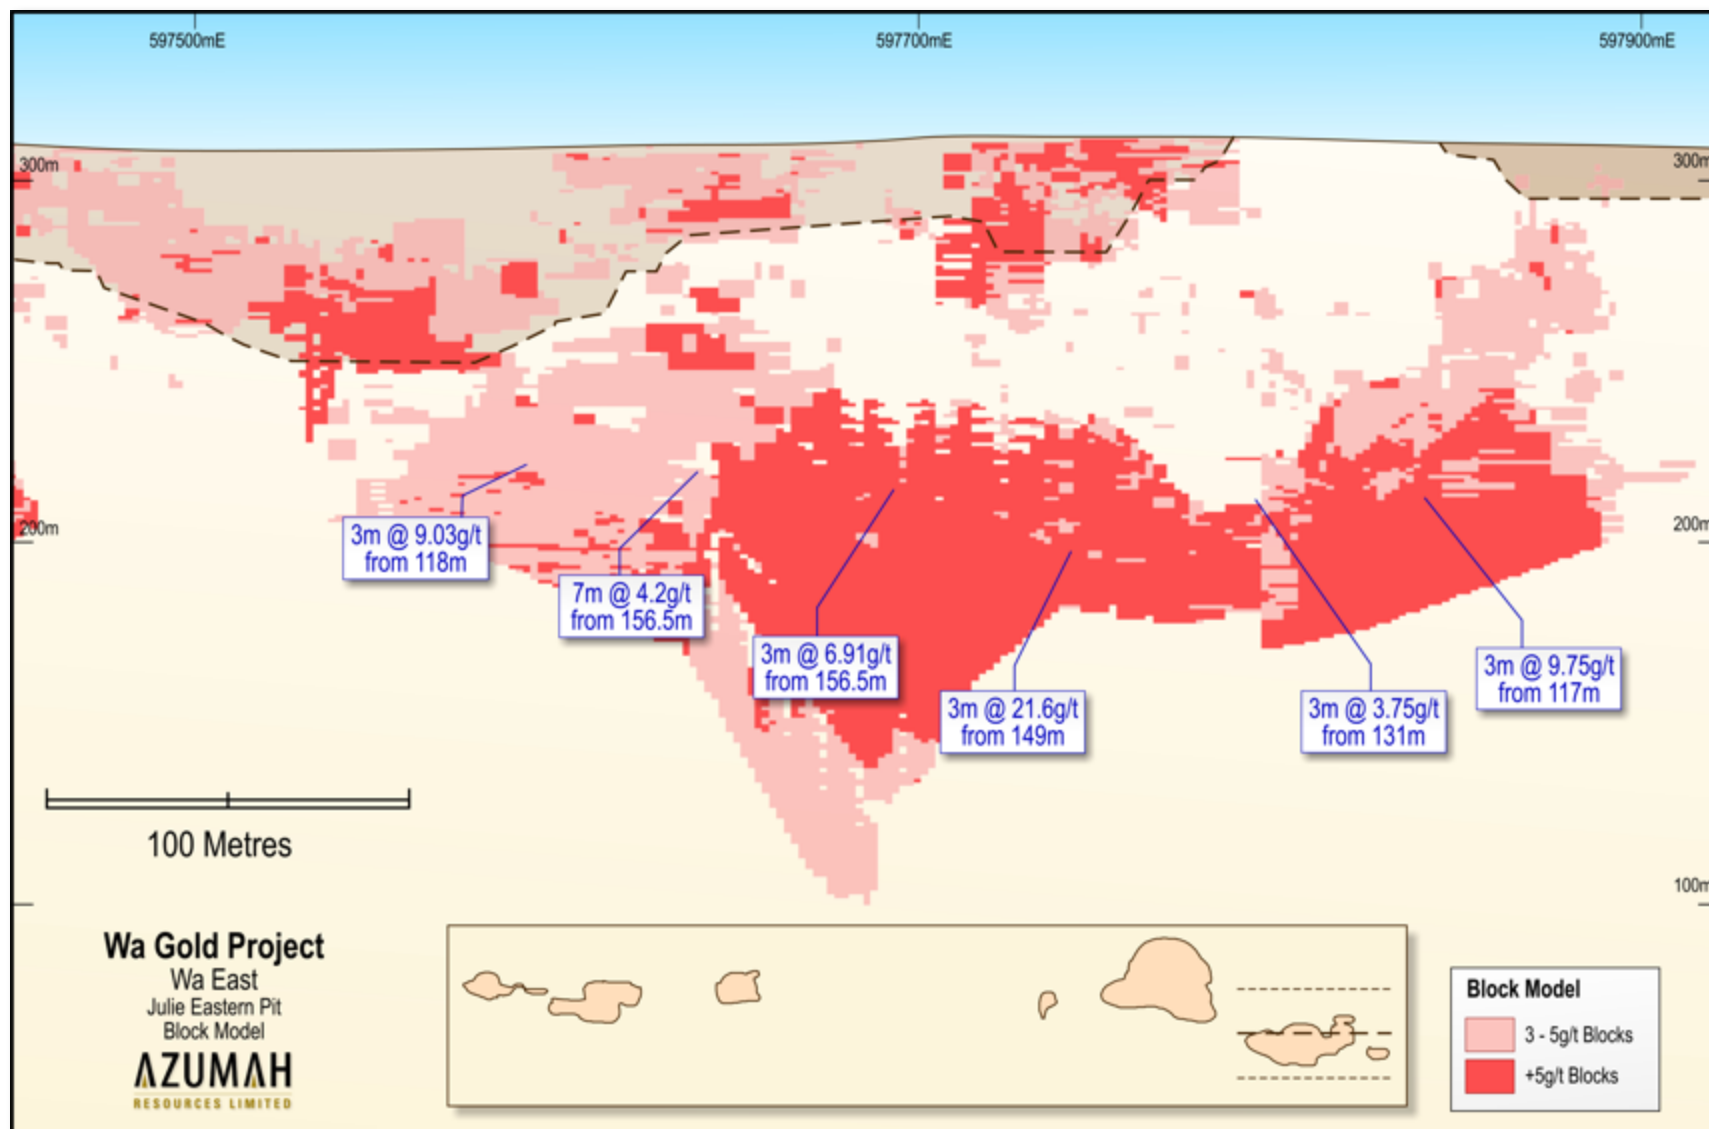 597500mE
597700mE
597900mE
300m
300m
200m
200m
100m
3m @ 9.03g/t
from 118m
7m @ 4.2g/t
from 156.5m
3m @ 6.91g/t
from 156.5m
3m @ 21.6g/t
from 149m
3m @ 3.75g/t
from 131m
3m @ 9.75g/t
from 117m
100 Metres
Wa Gold Project
Wa East
Julie Eastern Pit
Block Model
AZUMAH
RESOURCES LIMITED
Block Model
3 - 5g/t Blocks
+5g/t Blocks